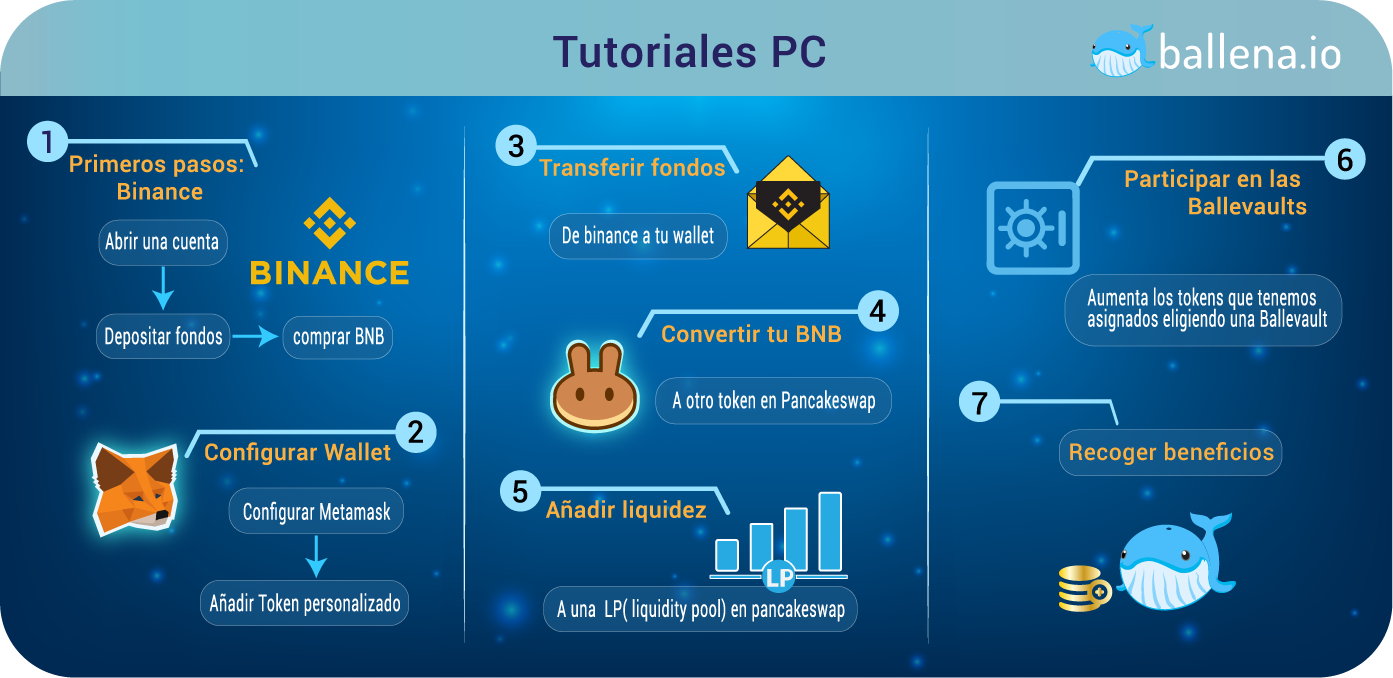 Tutoriales PC
ballena.io
1
Primeros pasos:
Binance
Abrir una cuenta
BINANCE
Depositar fondos
comprar BNB
2
Configurar Wallet
Configurar Metamask
Añadir Token personalizado
3
Transferir fondos
De binance a tu wallet
4
Convertir tu BNB
A otro token en Pancakeswap
5
Añadir liquidez
LP
A una LP( liquidity pool) en pancakeswap
6
Participar en las
Ballevaults
Aumenta los tokens que tenemos
asignados eligiendo una Ballevault
7
Recoger beneficios